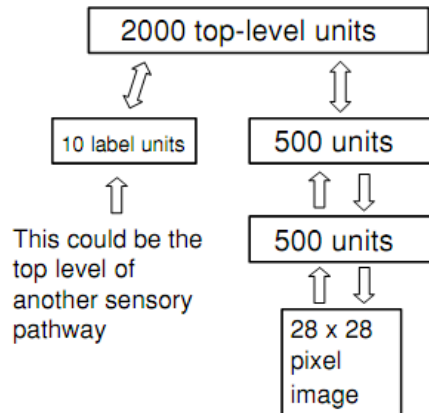 2000 top-level units
10 label units
500 units
This could be the
top level of
another sensory
pathway
500 units
28 x 28
pixel
image